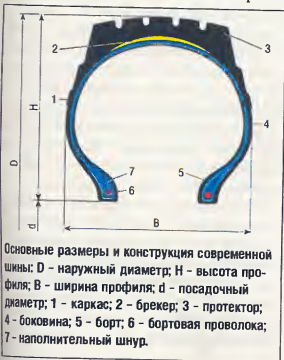 2
3
H
1
4
D
7
5
6
d
B
Основные размеры и конструкция современной
шины: D - наружный диаметр; H - высота про-
филя; B - ширина профиля; d - посадочный
диаметр; 1 - каркас; 2 - брекер; 3 - протектор;
4 - боковина; 5 - борт; 6 - бортовая проволока;
7 - наполнительный шнур.